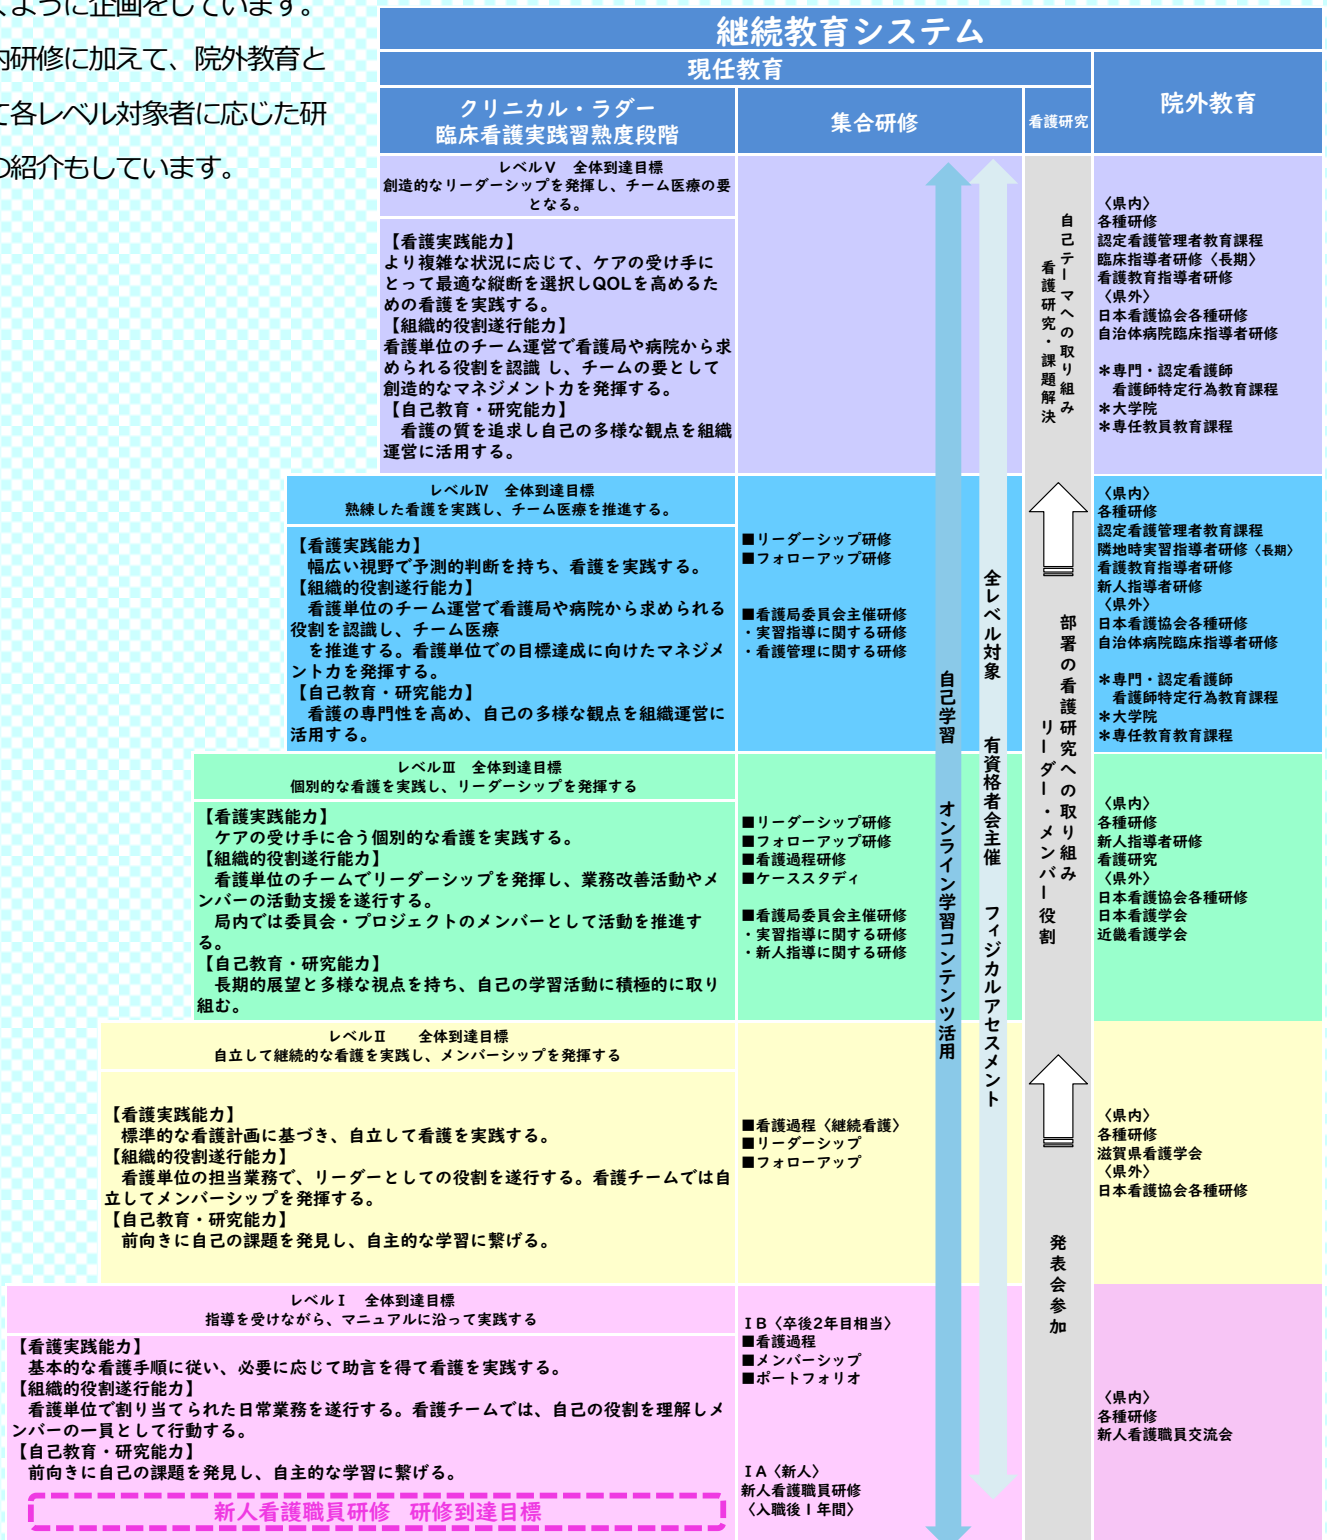 ように企画をしています。
内研修に加えて、院外教育と
て各レベル対象者に応じた研
の紹介もしています。
継続教育システム
現任教育
院外教育
クリニカル・ラダー
臨床看護実践習熟度段階
集合研修
看護研究
レベルⅤ　全体到達目標
創造的なリーダーシップを発揮し、チーム医療の要
となる。
【看護実践能力】
より複雑な状況に応じて、ケアの受け手に
とって最適な縦断を選択しQOLを高めるた
めの看護を実践する。
【組織的役割遂行能力】
看護単位のチーム運営で看護局や病院から求
められる役割を認識 し、チームの要として
創造的なマネジメント力を発揮する。
【自己教育・研究能力】
看護の質を追求し自己の多様な観点を組織
運営に活用する。
自己テーマへの取り組み
看護研究・課題解決
〈県内〉
各種研修
認定看護管理者教育課程
臨床指導者研修〈長期〉
看護教育指導者研修
〈県外〉
日本看護協会各種研修
自治体病院臨床指導者研修
＊専門・認定看護師
看護師特定行為教育課程
＊大学院
＊専任教員教育課程
レベルⅣ　全体到達目標
熟練した看護を実践し、チーム医療を推進する。
【看護実践能力】
幅広い視野で予測的判断を持ち、看護を実践する。
【組織的役割遂行能力】
看護単位のチーム運営で看護局や病院から求められる
役割を認識し、チーム医療
を推進する。看護単位での目標達成に向けたマネジメ
ント力を発揮する。
【自己教育・研究能力】
看護の専門性を高め、自己の多様な観点を組織運営に
活用する。
■リーダーシップ研修
■フォローアップ研修
■看護局委員会主催研修
・実習指導に関する研修
・看護管理に関する研修
自己学習　オンライン学習コンテンツ活用
全レベル対象　有資格者会主催　フィジカルアセスメント
部署の看護研究への取り組み
リーダー・メンバー役割
〈県内〉
各種研修
認定看護管理者教育課程
隣地時実習指導者研修〈長期〉
看護教育指導者研修
新人指導者研修
〈県外〉
日本看護協会各種研修
自治体病院臨床指導者研修
＊専門・認定看護師
看護師特定行為教育課程
＊大学院
＊専任教育教育課程
レベルⅢ　全体到達目標
個別的な看護を実践し、リーダーシップを発揮する
【看護実践能力】
ケアの受け手に合う個別的な看護を実践する。
【組織的役割遂行能力】
看護単位のチームでリーダーシップを発揮し、業務改善活動やメ
ンバーの活動支援を遂行する。
局内では委員会・プロジェクトのメンバーとして活動を推進す
る。
【自己教育・研究能力】
長期的展望と多様な視点を持ち、自己の学習活動に積極的に取り
組む。
■リーダーシップ研修
■フォローアップ研修
■看護過程研修
■ケーススタディ
■看護局委員会主催研修
・実習指導に関する研修
・新人指導に関する研修
〈県内〉
各種研修
新人指導者研修
看護研究
〈県外〉
日本看護協会各種研修
日本看護学会
近畿看護学会
レベルⅡ　　全体到達目標
自立して継続的な看護を実践し、メンバーシップを発揮する
【看護実践能力】
標準的な看護計画に基づき、自立して看護を実践する。
【組織的役割遂行能力】
看護単位の担当業務で、リーダーとしての役割を遂行する。看護チームでは自
立してメンバーシップを発揮する。
【自己教育・研究能力】
前向きに自己の課題を発見し、自主的な学習に繋げる。
■看護過程〈継続看護〉
■リーダーシップ
■フォローアップ
発表会参加
〈県内〉
各種研修
滋賀県看護学会
〈県外〉
日本看護協会各種研修
レベルⅠ　全体到達目標
指導を受けながら、マニュアルに沿って実践する
【看護実践能力】
基本的な看護手順に従い、必要に応じて助言を得て看護を実践する。
【組織的役割遂行能力】
看護単位で割り当てられた日常業務を遂行する。看護チームでは、自己の役割を理解しメ
ンバーの一員として行動する。
【自己教育・研究能力】
前向きに自己の課題を発見し、自主的な学習に繋げる。
新人看護職員研修　研修到達目標
ⅠB〈卒後2年目相当〉
■看護過程
■メンバーシップ
■ポートフォリオ
ⅠA〈新人〉
新人看護職員研修
〈入職後1年間〉
〈県内〉
各種研修
新人看護職員交流会